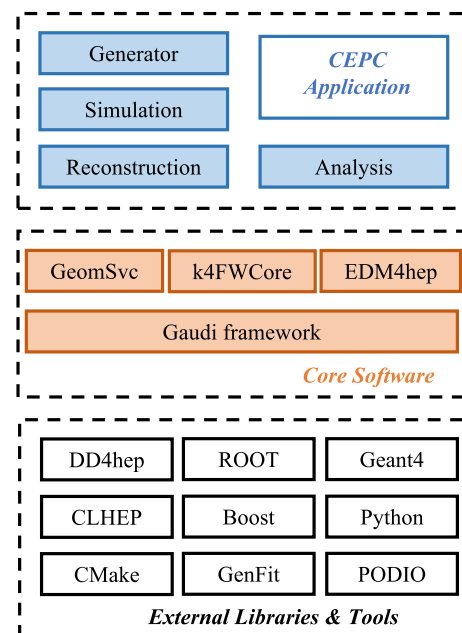 Generator
CEPC
Application
Simulation
Reconstruction
Analysis
GeomSvc
k4FWCore
EDM4hep
Gaudi framework
Core Software
DD4hep
ROOT
Geant4
CLHEP
Boost
Python
CMake
GenFit
PODIO
External Libraries & Tools